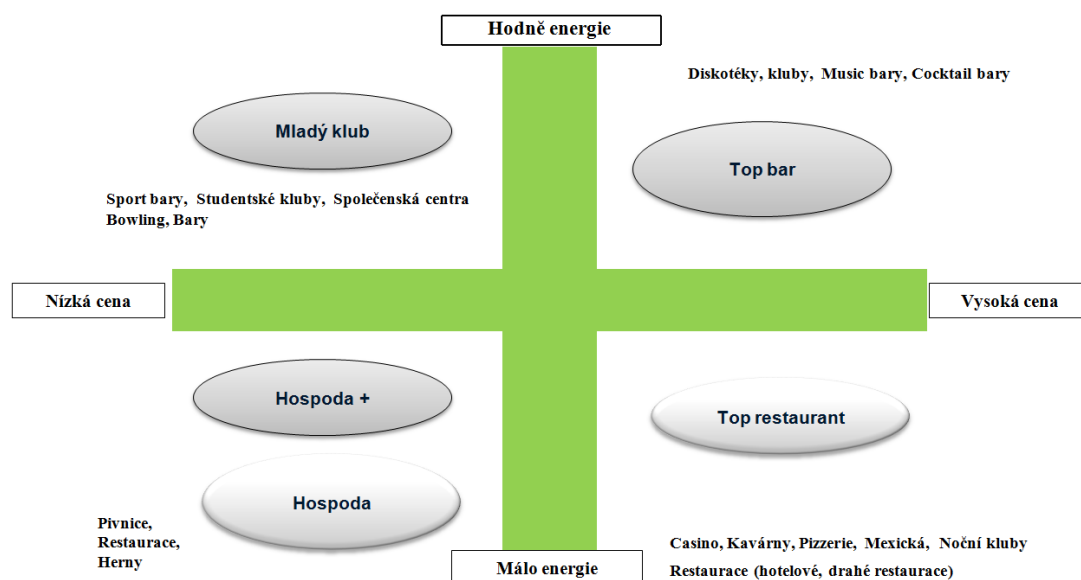 Hodně energie
Diskotéky, kluby, Music bary, Cocktail bary
Mladý klub
Top bar
Sport bary, Studentské kluby, Společenská centra
Bowling, Bary
Nízká cena
Vysoká cena
Hospoda +
Top restaurant
Hospoda
Pivnice,
Restaurace,
Herny
Málo energie
Casino, Kavárny, Pizzerie, Mexická, Noční kluby
Restaurace (hotelové, drahé restaurace)